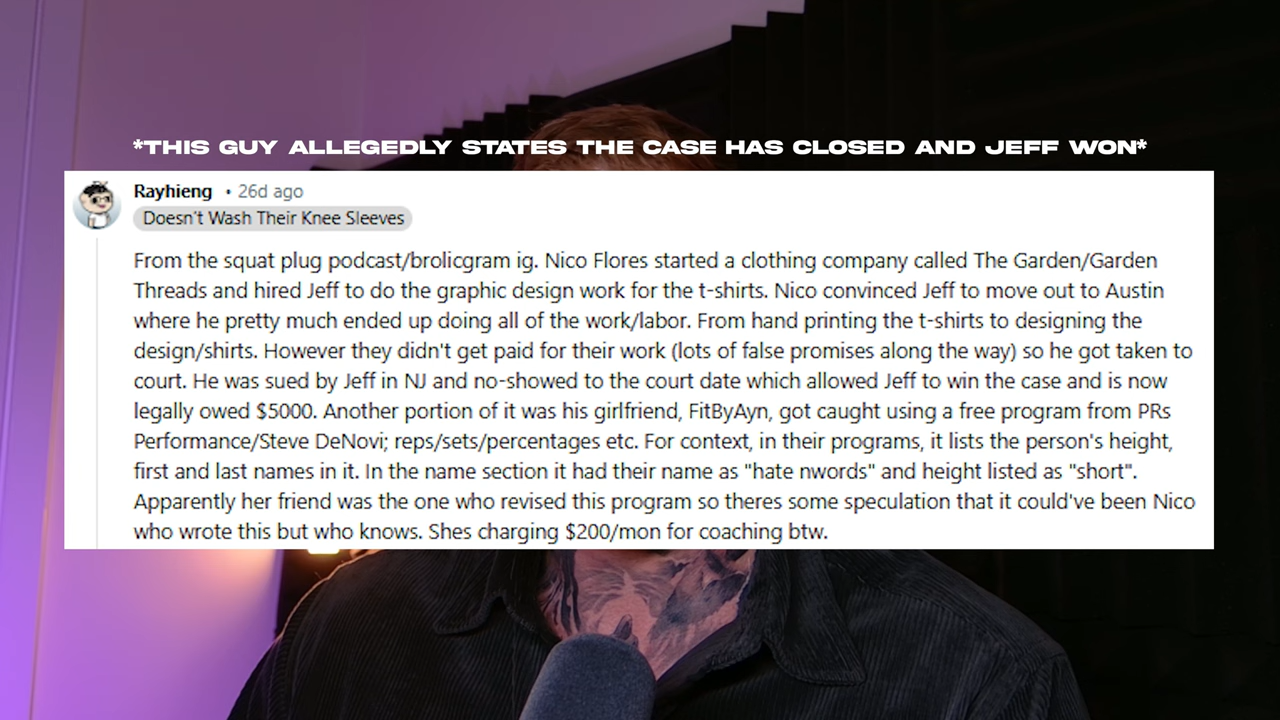 *THIS GUY ALLEGEDLY STATES THE CASE HAS CLOSED AND JEFF WON*
Rayhieng • 26d ago
Doesn't Wash Their Knee Sleeves
From the squat plug podcast/brolicgram ig. Nico Flores started a clothing company called The Garden/Garden
Threads and hired Jeff to do the graphic design work for the t-shirts. Nico convinced Jeff to move out to Austin
where he pretty much ended up doing all of the work/labor. From hand printing the t-shirts to designing the
design/shirts. However they didn't get paid for their work (lots of false promises along the way) so he got taken to
court. He was sued by Jeff in NJ and no-showed to the court date which allowed Jeff to win the case and is now
legally owed $5000. Another portion of it was his girlfriend, FitByAyn, got caught using a free program from PRs
Performance/Steve DeNovi; reps/sets/percentages etc. For context, in their programs, it lists the person's height,
first and last names in it. In the name section it had their name as "hate nwords" and height listed as "short".
Apparently her friend was the one who revised this program so theres some speculation that it could've been Nico
who wrote this but who knows. Shes charging $200/mon for coaching btw.